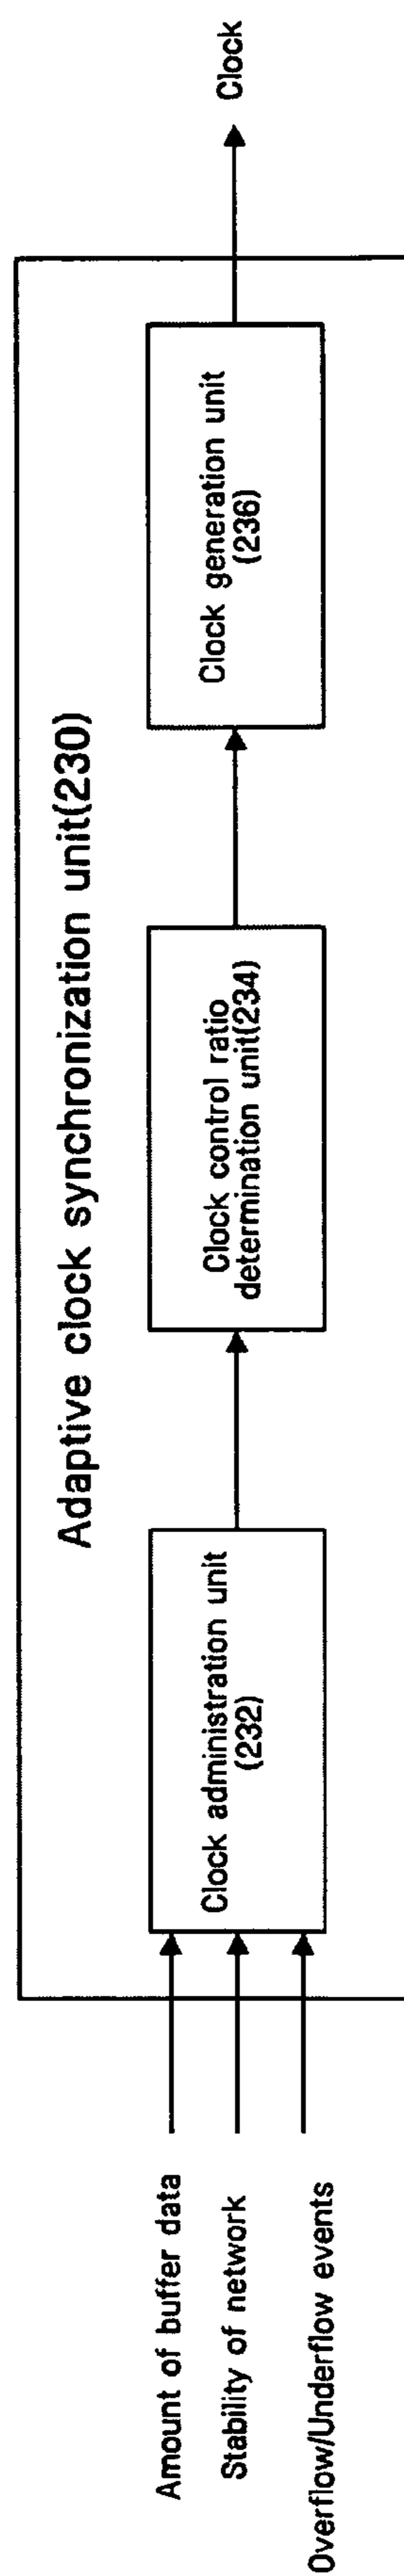 Adaptive clock synchronization unit(230)
Amount of buffer data
Stability of network
Overflow/Underflow events
Clock administration unit
(232)
Clock control ratio
determination unit(234)
Clock generation unit
(236)
Clock